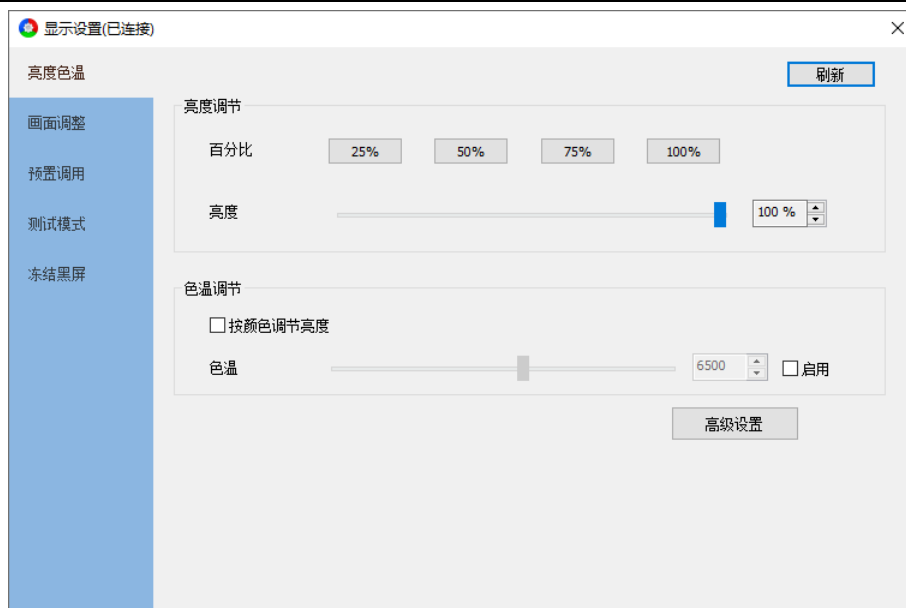 显示设置(已连接)
亮度色温
刷新
画面调整
预置调用
测试模式
冻结黑屏
亮度调节
百分比 25% 50% 75% 100%
亮度 100 %
色温调节
按颜色调节亮度
色温 6500 启用
高级设置